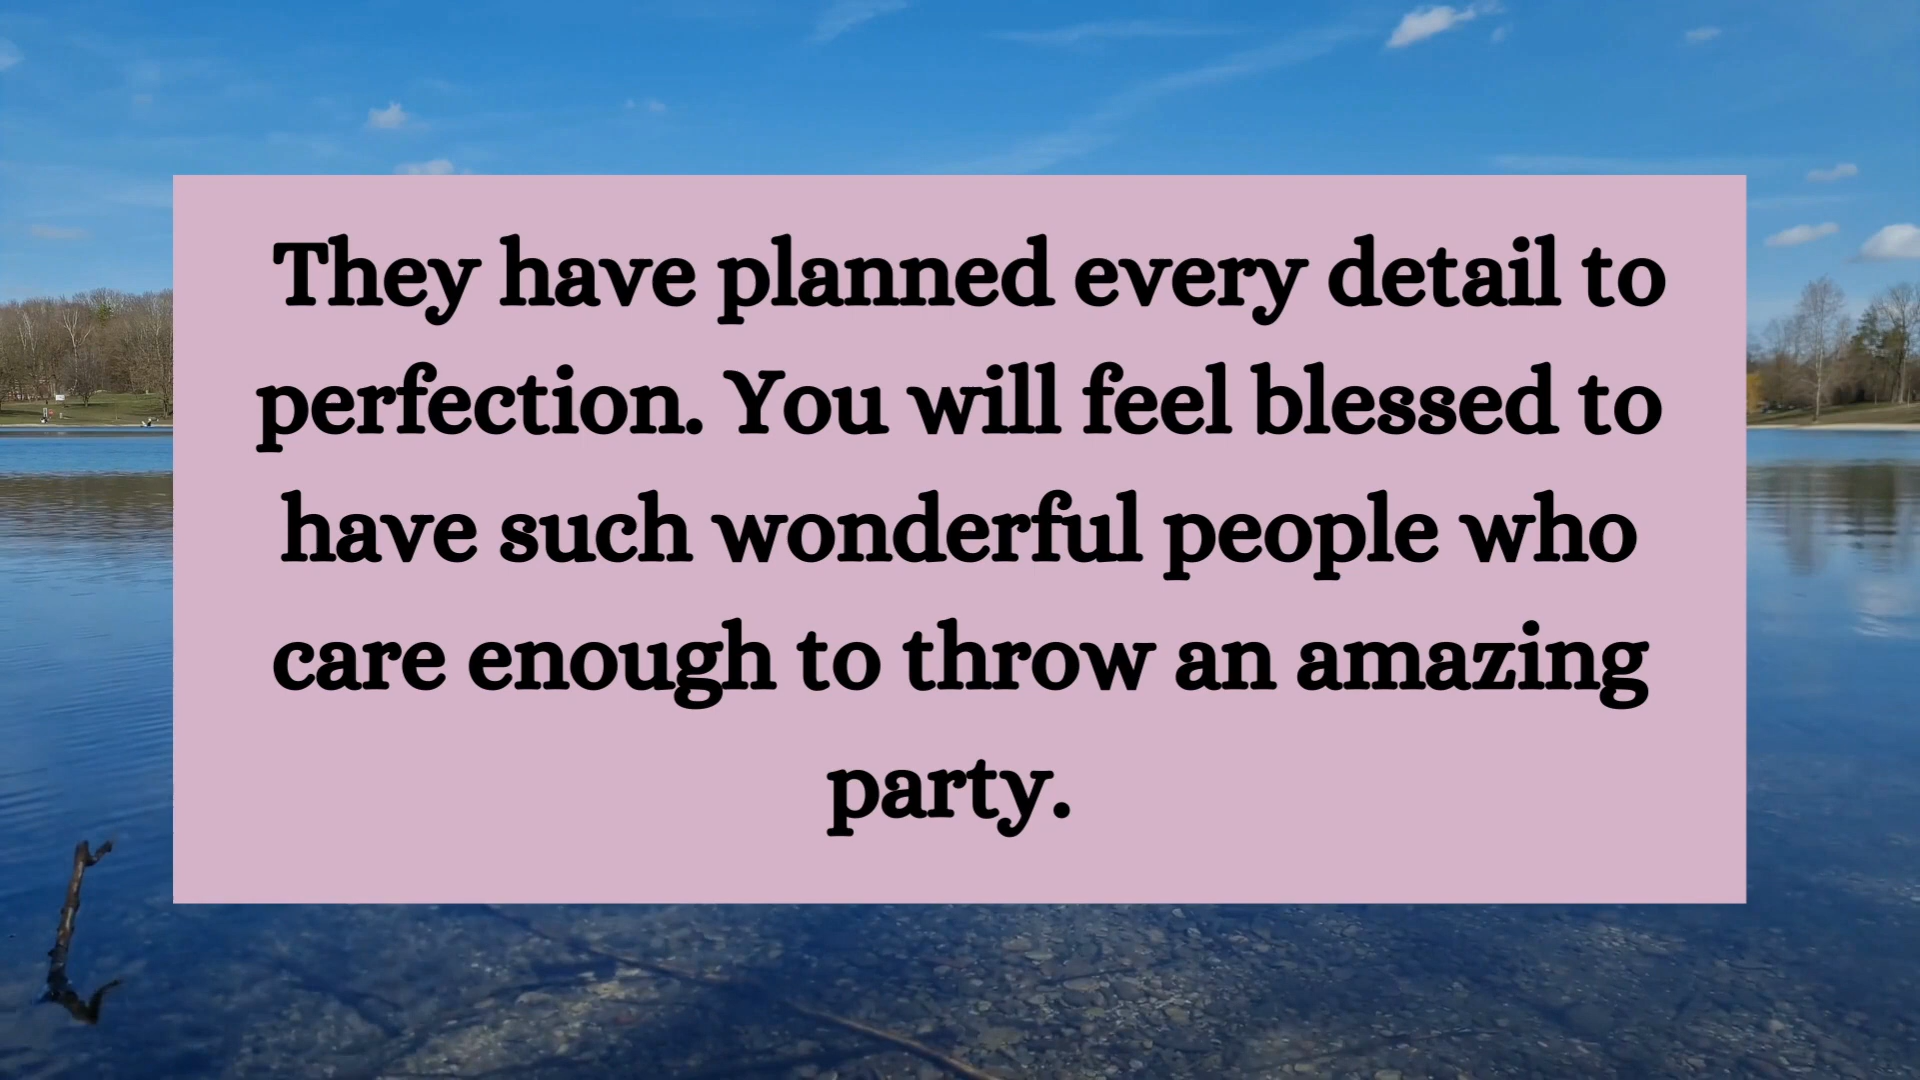 They have planned every detail to
perfection. You will feel blessed to
have such wonderful people who
care enough to throw an amazing
party.